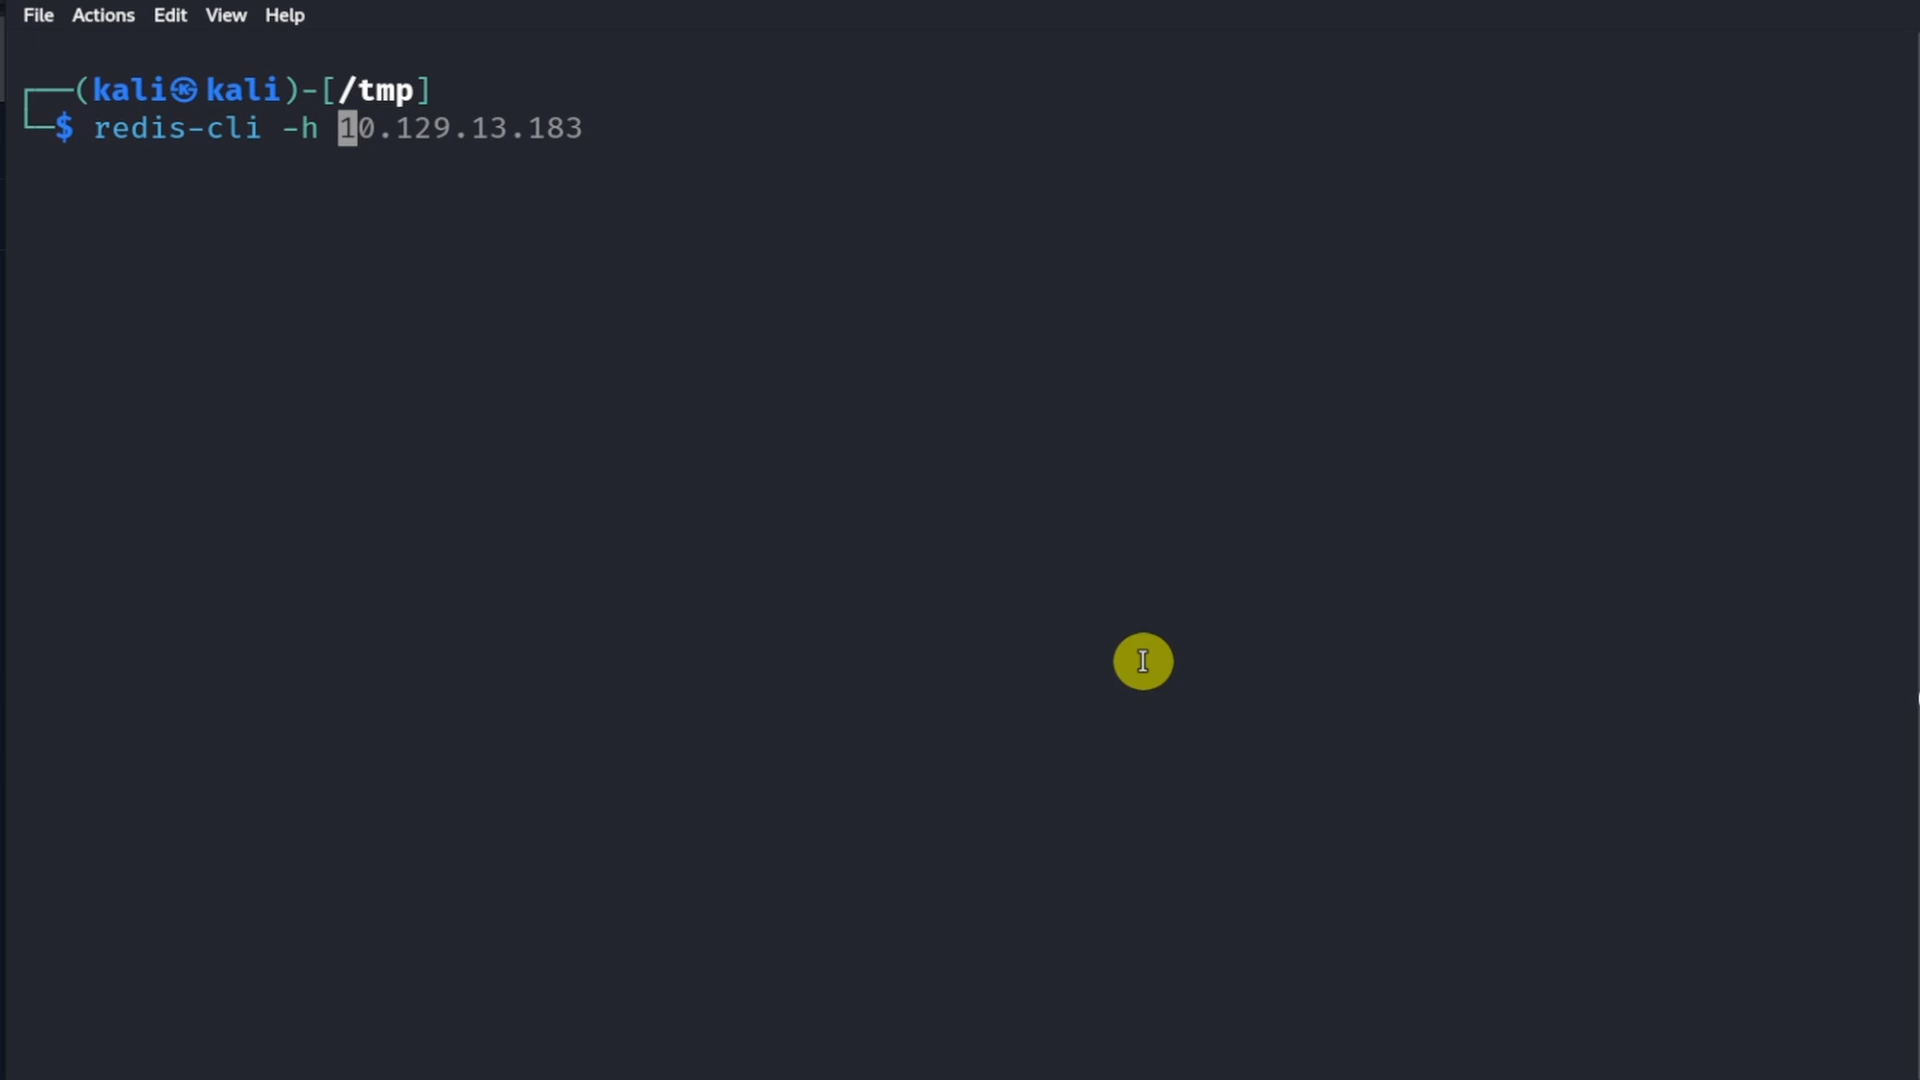 File Actions Edit View Help
┌──(kali㉿kali)-[/tmp]
└─$ redis-cli -h 10.129.13.183